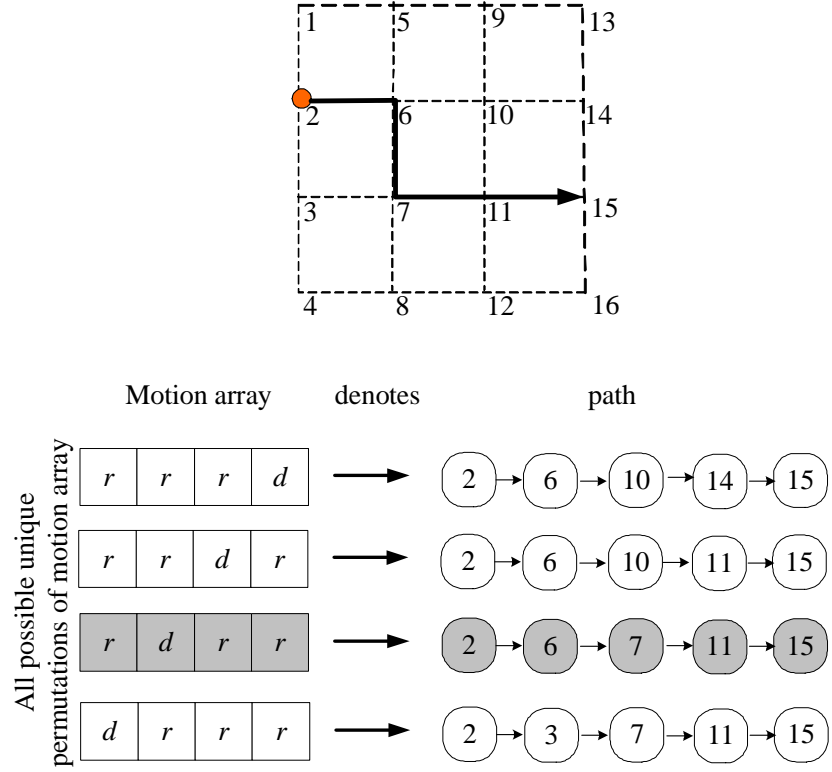 1 5 9 13
2 6 10 14
3 7 11 15
4 8 12 16
Motion array denotes path
All possible unique
permutations of motion array
r r r d 2 6 10 14 15
r r d r 2 6 10 11 15
r d r r 2 6 7 11 15
d r r r 2 3 7 11 15